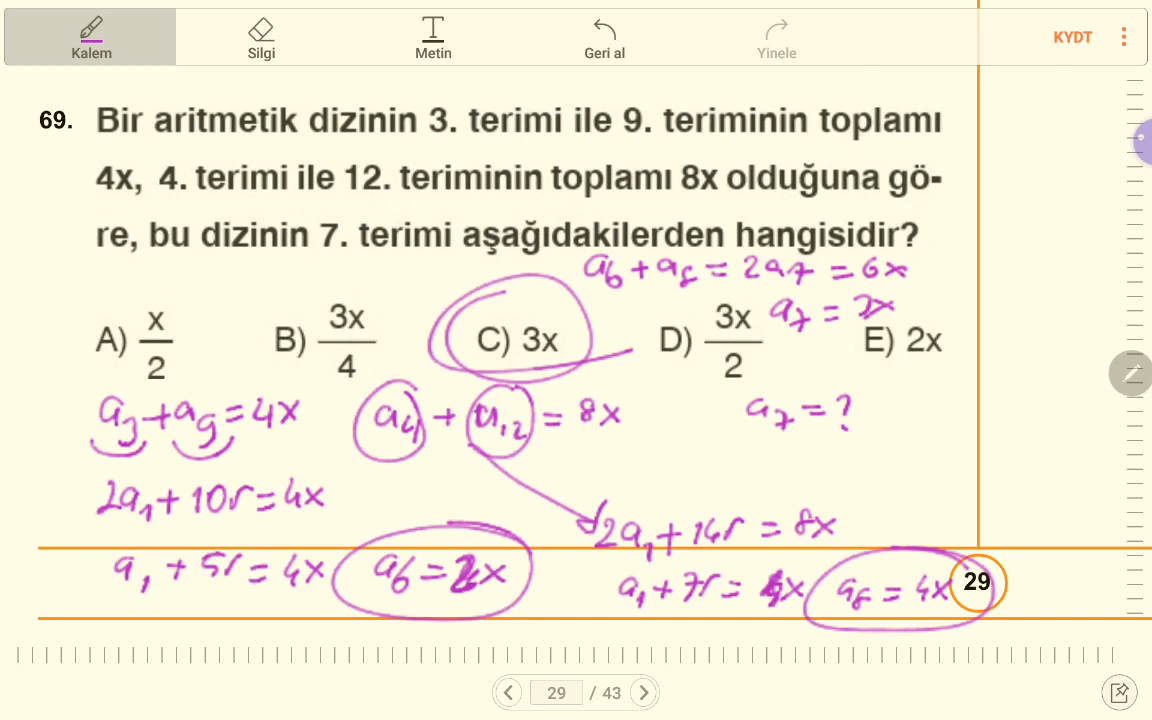 Kalem Silgi Metin Geri al Yinele KYDT
69. Bir aritmetik dizinin 3. terimi ile 9. teriminin toplamı
4x, 4. terimi ile 12. teriminin toplamı 8x olduğuna gö-
re, bu dizinin 7. terimi aşağıdakilerden hangisidir?
a6 + a8 = 2a7 = 6x
a7 = 3x
A) x/2 B) 3x/4 C) 3x D) 3x/2 E) 2x
a3 + a9 = 4x a4 + a12 = 8x a7 = ?
2a1 + 10r = 4x
2a1 + 14r = 8x
a1 + 5r = 4x a6 = 2x
a1 + 7r = 4x a8 = 4x
29
29 / 43